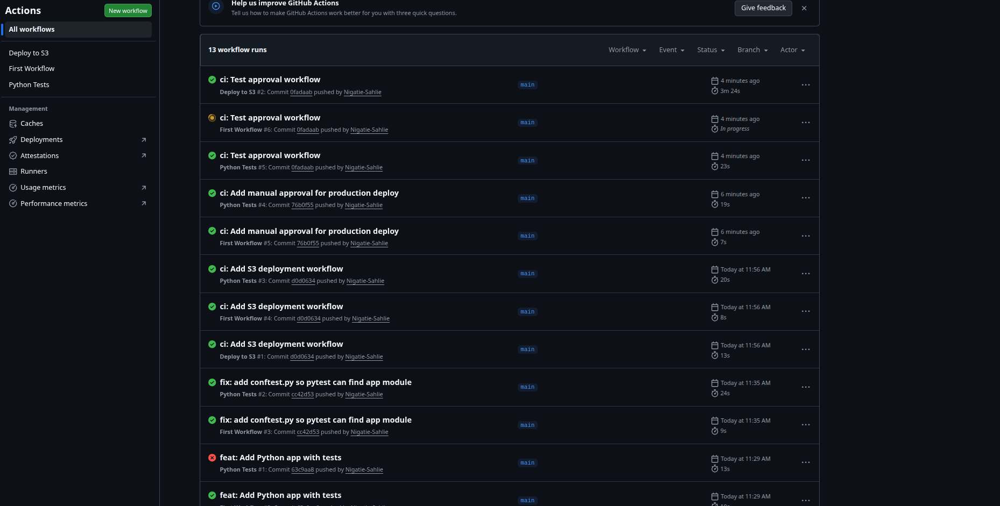 Actions
New workflow
All workflows
Deploy to S3
First Workflow
Python Tests
Management
Caches
Deployments
Attestations
Runners
Usage metrics
Performance metrics
Help us improve GitHub Actions
Tell us how to make GitHub Actions work better for you with three quick questions.
Give feedback
13 workflow runs
Workflow Event Status Branch Actor
ci: Test approval workflow
Deploy to S3 #2: Commit 0fadaab pushed by Nigatie-Sahlie
main
4 minutes ago
3m 24s
ci: Test approval workflow
First Workflow #6: Commit 0fadaab pushed by Nigatie-Sahlie
main
4 minutes ago
In progress
ci: Test approval workflow
Python Tests #5: Commit 0fadaab pushed by Nigatie-Sahlie
main
4 minutes ago
23s
ci: Add manual approval for production deploy
Python Tests #4: Commit 76b0f55 pushed by Nigatie-Sahlie
main
6 minutes ago
19s
ci: Add manual approval for production deploy
First Workflow #5: Commit 76b0f55 pushed by Nigatie-Sahlie
main
6 minutes ago
7s
ci: Add S3 deployment workflow
Python Tests #3: Commit d0d0634 pushed by Nigatie-Sahlie
main
Today at 11:56 AM
20s
ci: Add S3 deployment workflow
First Workflow #4: Commit d0d0634 pushed by Nigatie-Sahlie
main
Today at 11:56 AM
8s
ci: Add S3 deployment workflow
Deploy to S3 #1: Commit d0d0634 pushed by Nigatie-Sahlie
main
Today at 11:56 AM
13s
fix: add conftest.py so pytest can find app module
Python Tests #2: Commit cc42d53 pushed by Nigatie-Sahlie
main
Today at 11:35 AM
24s
fix: add conftest.py so pytest can find app module
First Workflow #3: Commit cc42d53 pushed by Nigatie-Sahlie
main
Today at 11:35 AM
9s
feat: Add Python app with tests
Python Tests #1: Commit 63c9aa8 pushed by Nigatie-Sahlie
main
Today at 11:29 AM
13s
feat: Add Python app with tests
main
Today at 11:29 AM